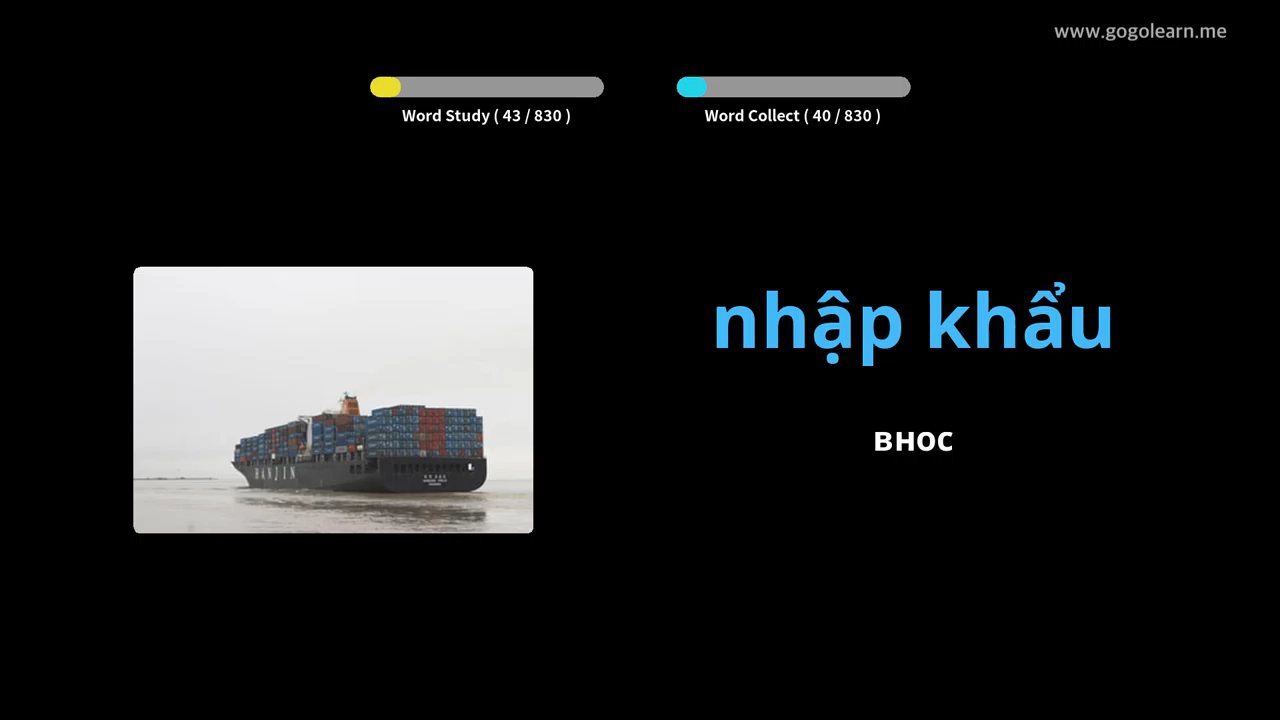 www.gogolearn.me
Word Study ( 43 / 830 )
Word Collect ( 40 / 830 )
nhập khẩu
внос
HANJIN